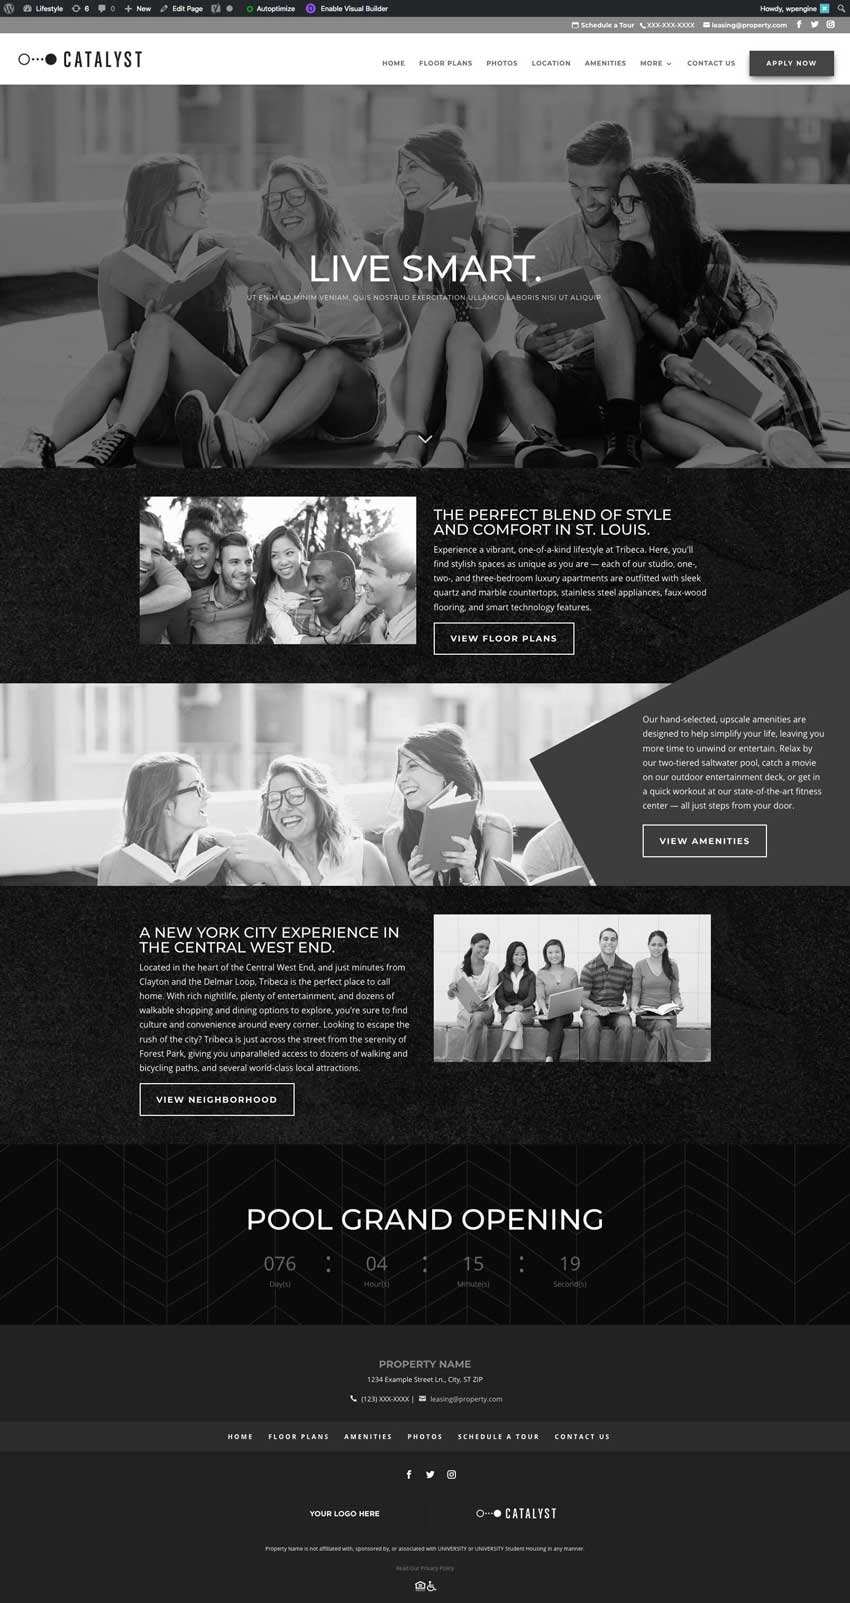 Lifestyle 6 0 New Edit Page Autoptimize Enable Visual Builder Howdy, wpengine
Schedule a Tour XXX-XXX-XXXX leasing@property.com
CATALYST
HOME FLOOR PLANS PHOTOS LOCATION AMENITIES MORE CONTACT US APPLY NOW
LIVE SMART.
UT ENIM AD MINIM VENIAM, QUIS NOSTRUD EXERCITATION ULLAMCO LABORIS NISI UT ALIQUIP
THE PERFECT BLEND OF STYLE
AND COMFORT IN ST. LOUIS.
Experience a vibrant, one-of-a-kind lifestyle at Tribeca. Here, you'll
find stylish spaces as unique as you are — each of our studio, one-,
two-, and three-bedroom luxury apartments are outfitted with sleek
quartz and marble countertops, stainless steel appliances, faux-wood
flooring, and smart technology features.
VIEW FLOOR PLANS
Our hand-selected, upscale amenities are
designed to help simplify your life, leaving you
more time to unwind or entertain. Relax by
our two-tiered saltwater pool, catch a movie
on our outdoor entertainment deck, or get in
a quick workout at our state-of-the-art fitness
center — all just steps from your door.
VIEW AMENITIES
A NEW YORK CITY EXPERIENCE IN
THE CENTRAL WEST END.
Located in the heart of the Central West End, and just minutes from
Clayton and the Delmar Loop, Tribeca is the perfect place to call
home. With rich nightlife, plenty of entertainment, and dozens of
walkable shopping and dining options to explore, you're sure to find
culture and convenience around every corner. Looking to escape the
rush of the city? Tribeca is just across the street from the serenity of
Forest Park, giving you unparalleled access to dozens of walking and
bicycling paths, and several world-class local attractions.
VIEW NEIGHBORHOOD
POOL GRAND OPENING
076 : 04 : 15 : 19
Day(s) Hour(s) Minute(s) Second(s)
PROPERTY NAME
1234 Example Street Ln., City, ST ZIP
(123) XXX-XXXX | leasing@property.com
HOME FLOOR PLANS AMENITIES PHOTOS SCHEDULE A TOUR CONTACT US
YOUR LOGO HERE CATALYST
Property Name is not affiliated with, sponsored by, or associated with UNIVERSITY or UNIVERSITY Student Housing in any manner.
Read Our Privacy Policy